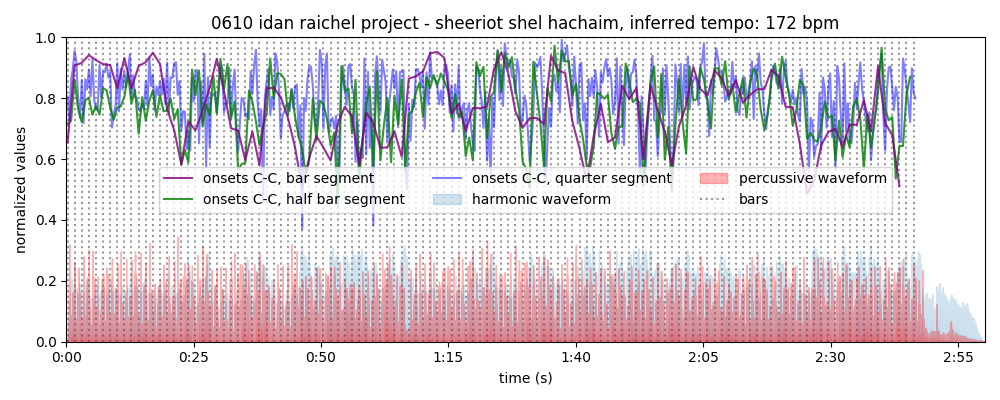 0610 idan raichel project - sheeriot shel hachaim, inferred tempo: 172 bpm
1.0
0.8
0.6
0.4
0.2
0.0
normalized values
onsets C-C, bar segment
onsets C-C, half bar segment
onsets C-C, quarter segment
harmonic waveform
percussive waveform
bars
0:00 0:25 0:50 1:15 1:40 2:05 2:30 2:55
time (s)